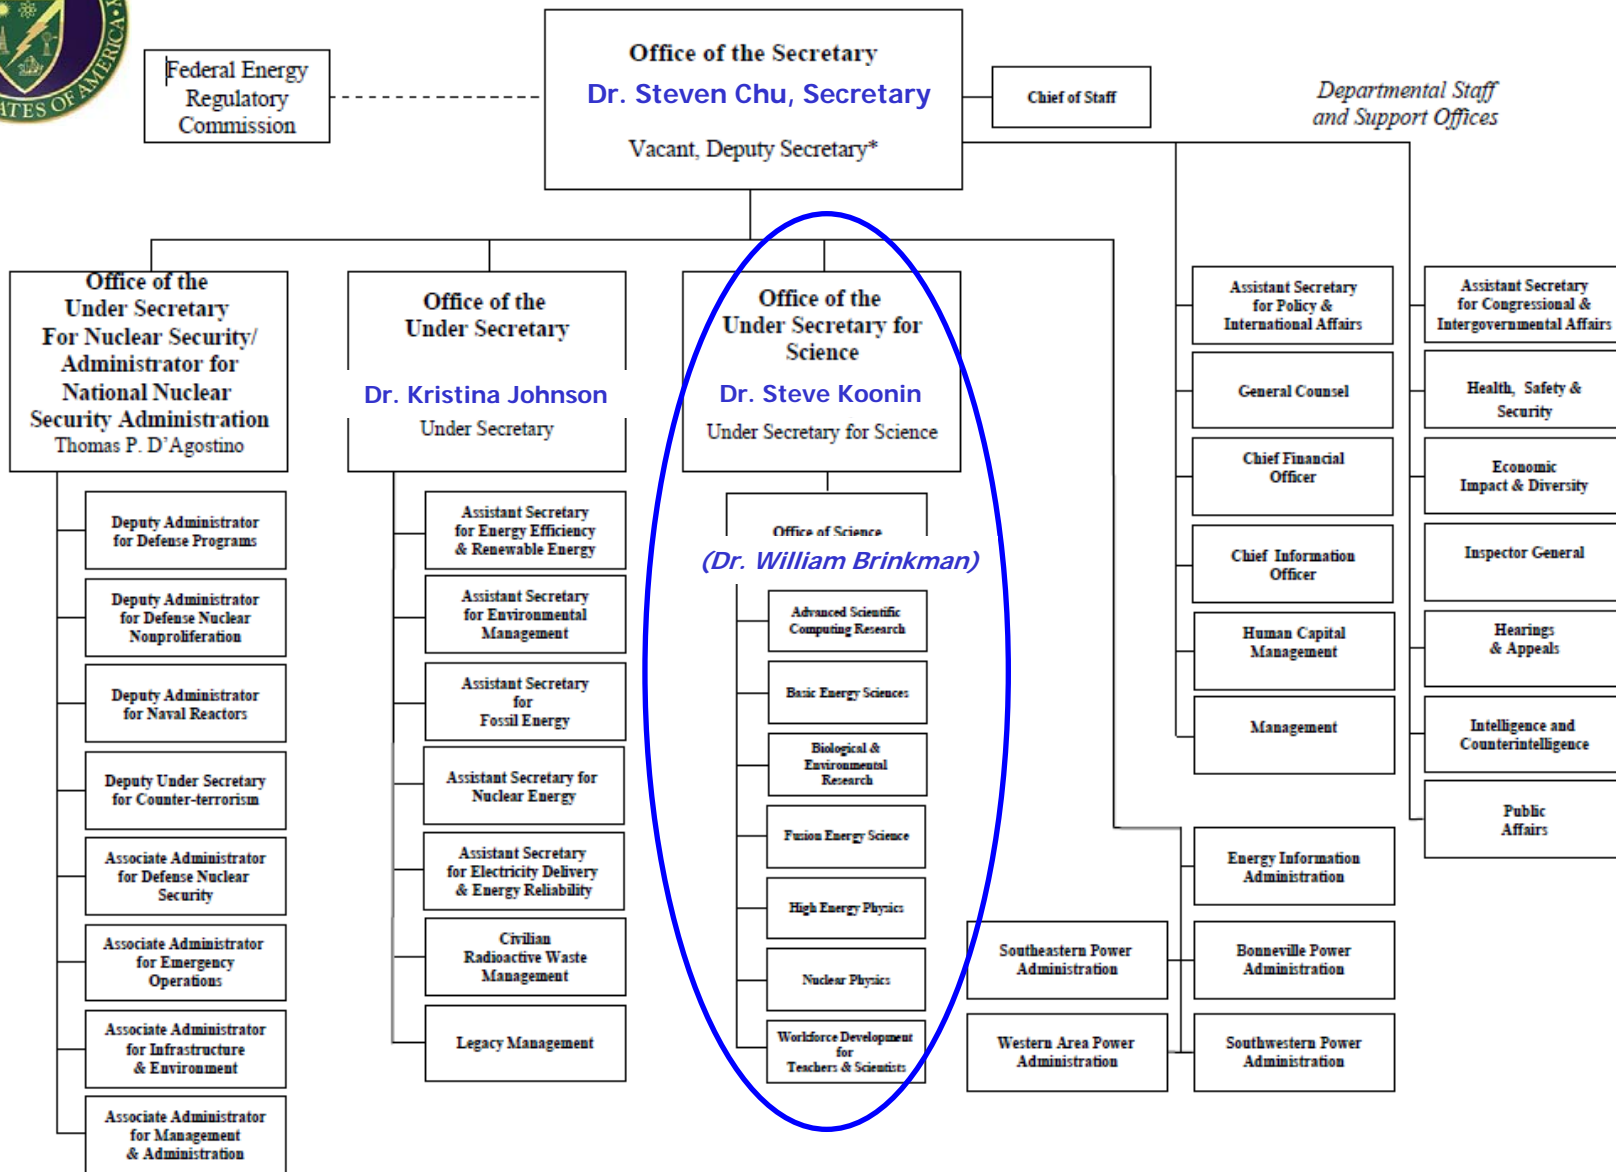 ATES OF AMERICA
Federal Energy
Regulatory
Commission
Office of the Secretary
Dr. Steven Chu, Secretary
Vacant, Deputy Secretary*
Chief of Staff
Departmental Staff
and Support Offices
Office of the
Under Secretary
For Nuclear Security/
Administrator for
National Nuclear
Security Administration
Thomas P. D'Agostino
Deputy Administrator
for Defense Programs
Deputy Administrator
for Defense Nuclear
Nonproliferation
Deputy Administrator
for Naval Reactors
Deputy Under Secretary
for Counter-terrorism
Associate Administrator
for Defense Nuclear
Security
Associate Administrator
for Emergency
Operations
Associate Administrator
for Infrastructure
& Environment
Associate Administrator
for Management
& Administration
Office of the
Under Secretary
Dr. Kristina Johnson
Under Secretary
Assistant Secretary
for Energy Efficiency
& Renewable Energy
Assistant Secretary
for Environmental
Management
Assistant Secretary
for
Fossil Energy
Assistant Secretary for
Nuclear Energy
Assistant Secretary
for Electricity Delivery
& Energy Reliability
Civilian
Radioactive Waste
Management
Legacy Management
Office of the
Under Secretary for
Science
Dr. Steve Koonin
Under Secretary for Science
Office of Science
(Dr. William Brinkman)
Advanced Scientific
Computing Research
Basic Energy Sciences
Biological &
Environmental
Research
Fusion Energy Science
High Energy Physics
Nuclear Physics
Workforce Development
for
Teachers & Scientists
Assistant Secretary
for Policy &
International Affairs
General Counsel
Chief Financial
Officer
Chief Information
Officer
Human Capital
Management
Management
Assistant Secretary
for Congressional &
Intergovernmental Affairs
Health, Safety &
Security
Economic
Impact & Diversity
Inspector General
Hearings
& Appeals
Intelligence and
Counterintelligence
Public
Affairs
Energy Information
Administration
Southeastern Power
Administration
Bonneville Power
Administration
Western Area Power
Administration
Southwestern Power
Administration